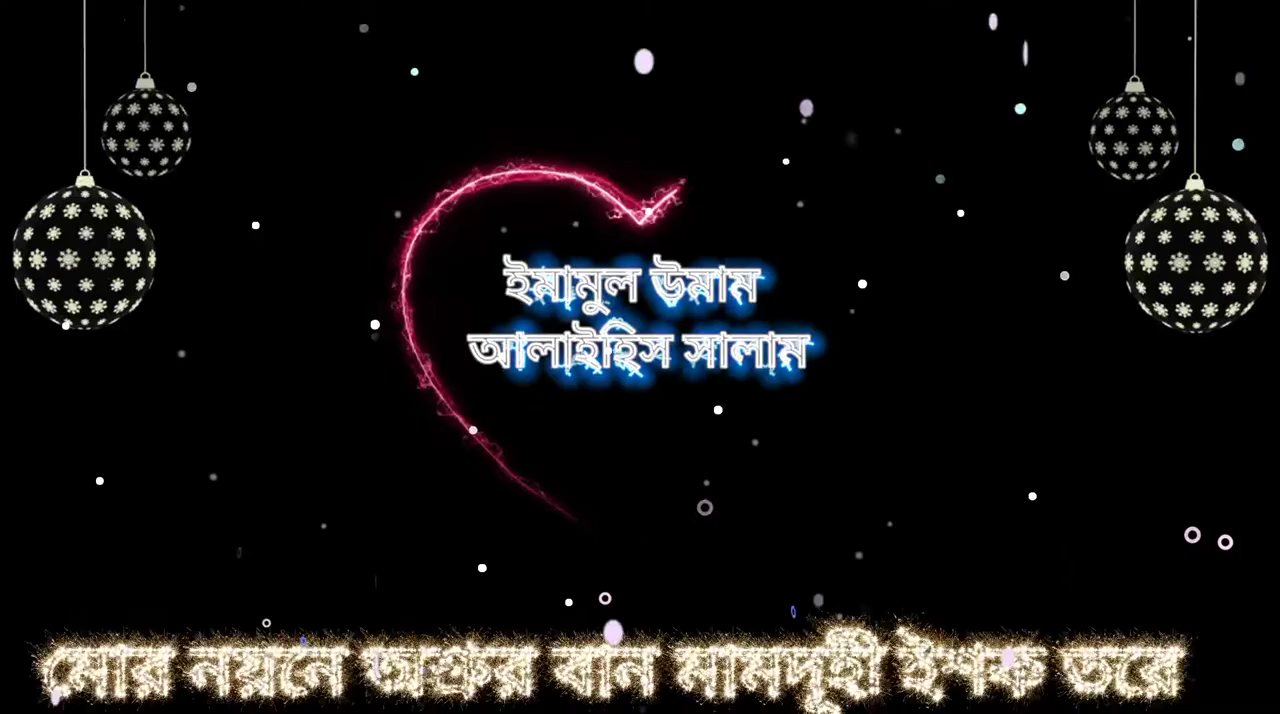 ইমামুল উমাম
আলাইহিস সালাম
মোর নয়নে অশ্রুর বান মামদূহী ইশক তরে